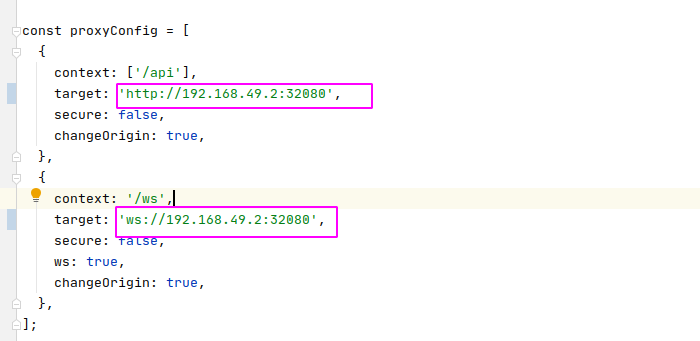 const proxyConfig = [
  {
    context: ['/api'],
    target: 'http://192.168.49.2:32080',
    secure: false,
    changeOrigin: true,
  },
  {
    context: '/ws',
    target: 'ws://192.168.49.2:32080',
    secure: false,
    ws: true,
    changeOrigin: true,
  },
];